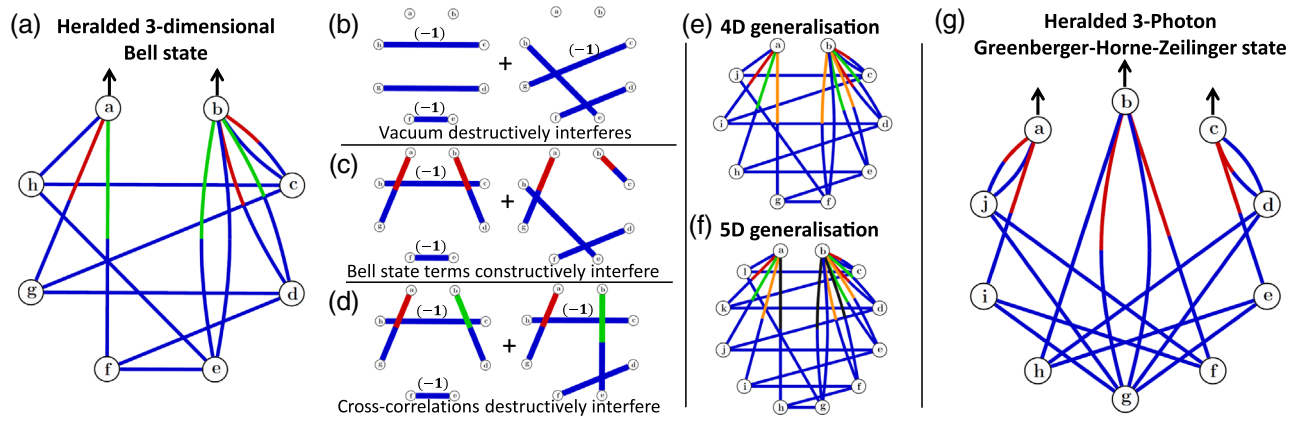 (a) Heralded 3-dimensional
Bell state
a
b
h
c
g
d
f
e
(b)
a b
h (−1) c
g d
f (−1) e
+
h (−1) c
g d
f e
Vacuum destructively interferes
(c)
a b
h (−1) c
g d
f (−1) e
+
a b
h c
d
f e
Bell state terms constructively interfere
(d)
a b
h (−1) c
g d
f (−1) e
+
a b
h (−1) c
g d
f e
Cross-correlations destructively interfere
(e) 4D generalisation
a b
j c
i d
h e
g f
(f) 5D generalisation
a b
l c
k d
j e
i f
h g
(g) Heralded 3-Photon
Greenberger-Horne-Zeilinger state
b
a c
j d
i e
h f
g